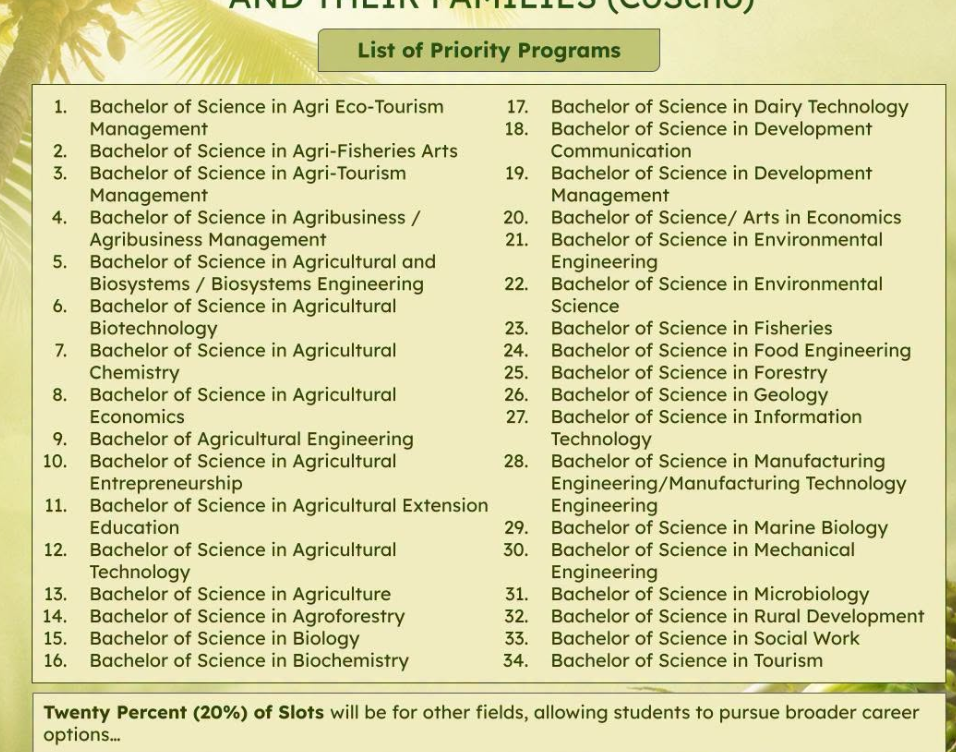 AND THEIR FAMILIES (CoScho)
List of Priority Programs
1. Bachelor of Science in Agri Eco-Tourism
Management
2. Bachelor of Science in Agri-Fisheries Arts
3. Bachelor of Science in Agri-Tourism
Management
4. Bachelor of Science in Agribusiness /
Agribusiness Management
5. Bachelor of Science in Agricultural and
Biosystems / Biosystems Engineering
6. Bachelor of Science in Agricultural
Biotechnology
7. Bachelor of Science in Agricultural
Chemistry
8. Bachelor of Science in Agricultural
Economics
9. Bachelor of Agricultural Engineering
10. Bachelor of Science in Agricultural
Entrepreneurship
11. Bachelor of Science in Agricultural Extension
Education
12. Bachelor of Science in Agricultural
Technology
13. Bachelor of Science in Agriculture
14. Bachelor of Science in Agroforestry
15. Bachelor of Science in Biology
16. Bachelor of Science in Biochemistry
17. Bachelor of Science in Dairy Technology
18. Bachelor of Science in Development
Communication
19. Bachelor of Science in Development
Management
20. Bachelor of Science/ Arts in Economics
21. Bachelor of Science in Environmental
Engineering
22. Bachelor of Science in Environmental
Science
23. Bachelor of Science in Fisheries
24. Bachelor of Science in Food Engineering
25. Bachelor of Science in Forestry
26. Bachelor of Science in Geology
27. Bachelor of Science in Information
Technology
28. Bachelor of Science in Manufacturing
Engineering/Manufacturing Technology
Engineering
29. Bachelor of Science in Marine Biology
30. Bachelor of Science in Mechanical
Engineering
31. Bachelor of Science in Microbiology
32. Bachelor of Science in Rural Development
33. Bachelor of Science in Social Work
34. Bachelor of Science in Tourism
Twenty Percent (20%) of Slots will be for other fields, allowing students to pursue broader career
options…